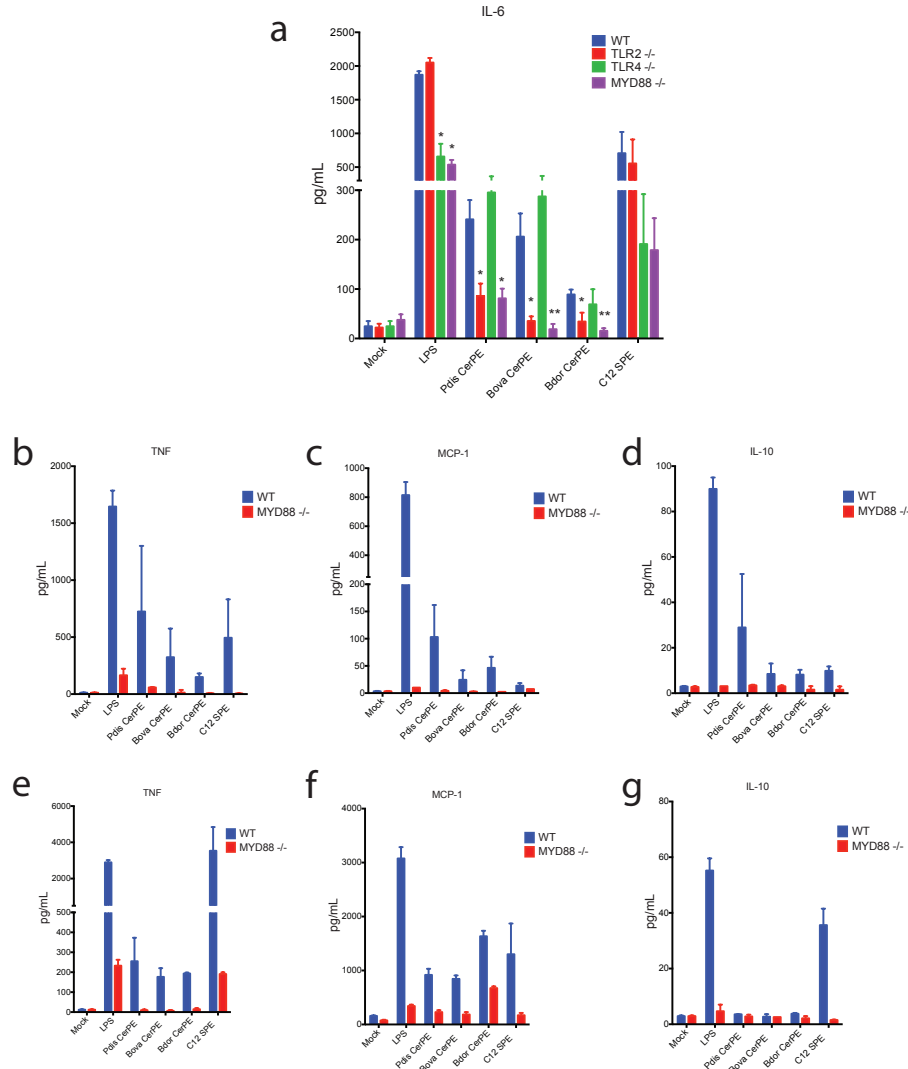 IL-6
a
WT
TLR2 -/-
TLR4 -/-
MYD88 -/-
2500
2000
1500
1000
500
300
200
100
0
pg/mL
* * * * * ** * **
Mock LPS Pdis CerPE Bova CerPE Bdor CerPE C12 SPE
b
TNF
WT
MYD88 -/-
2000
1500
1000
500
0
pg/mL
Mock LPS Pdis CerPE Bova CerPE Bdor CerPE C12 SPE
c
MCP-1
WT
MYD88 -/-
1000
800
600
400
200
150
100
50
0
pg/mL
Mock LPS Pdis CerPE Bova CerPE Bdor CerPE C12 SPE
d
IL-10
WT
MYD88 -/-
100
80
60
40
20
0
pg/mL
Mock LPS Pdis CerPE Bova CerPE Bdor CerPE C12 SPE
e
TNF
WT
MYD88 -/-
6000
4000
2000
500
400
300
200
100
0
pg/mL
Mock LPS Pdis CerPE Bova CerPE Bdor CerPE C12 SPE
f
MCP-1
WT
MYD88 -/-
4000
3000
2000
1000
0
pg/mL
Mock LPS Pdis CerPE Bova CerPE Bdor CerPE C12 SPE
g
IL-10
WT
MYD88 -/-
80
60
40
20
0
pg/mL
Mock LPS Pdis CerPE Bova CerPE Bdor CerPE C12 SPE